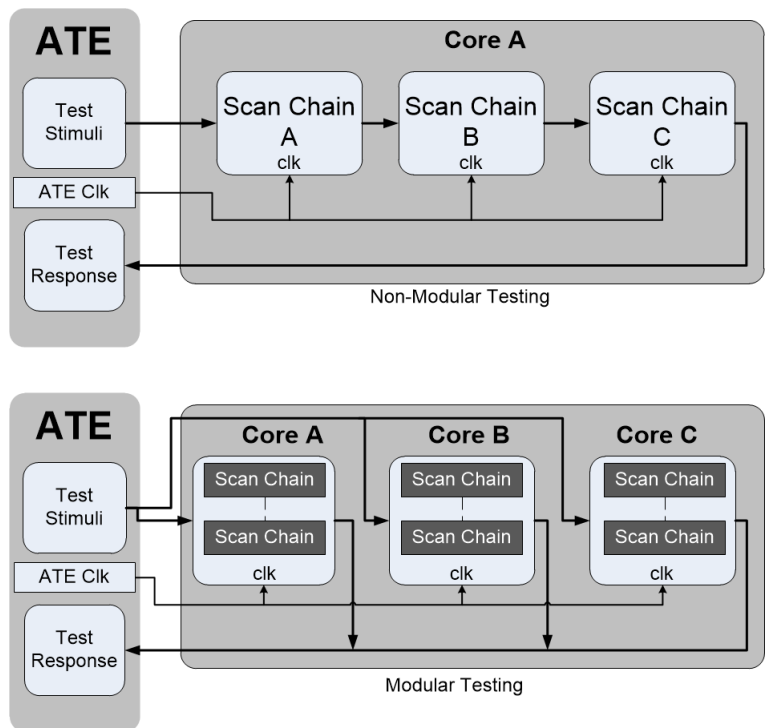 ATE
Core A
Test
Stimuli
Scan Chain
A
clk
Scan Chain
B
clk
Scan Chain
C
clk
ATE Clk
Test
Response
Non-Modular Testing
ATE
Core A
Core B
Core C
Test
Stimuli
Scan Chain
Scan Chain
clk
Scan Chain
Scan Chain
clk
Scan Chain
Scan Chain
clk
ATE Clk
Test
Response
Modular Testing